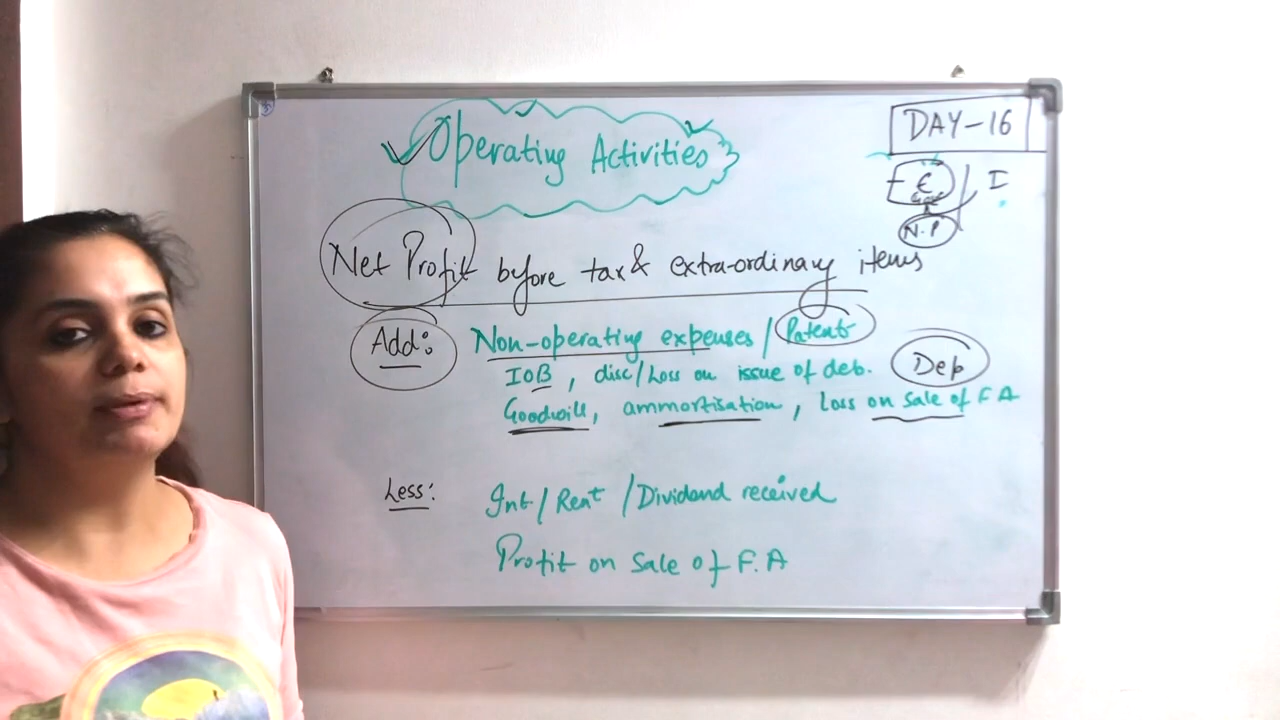 Operating Activities
DAY-16
E / I
N.P
Net Profit before tax & extra-ordinary items
Add: Non-operating expenses / Patents
IOB, disc/Loss on issue of deb. Dep
Goodwill, ammortisation, Loss on sale of F A
Less: Int / Rent / Dividend received
Profit on sale of F.A